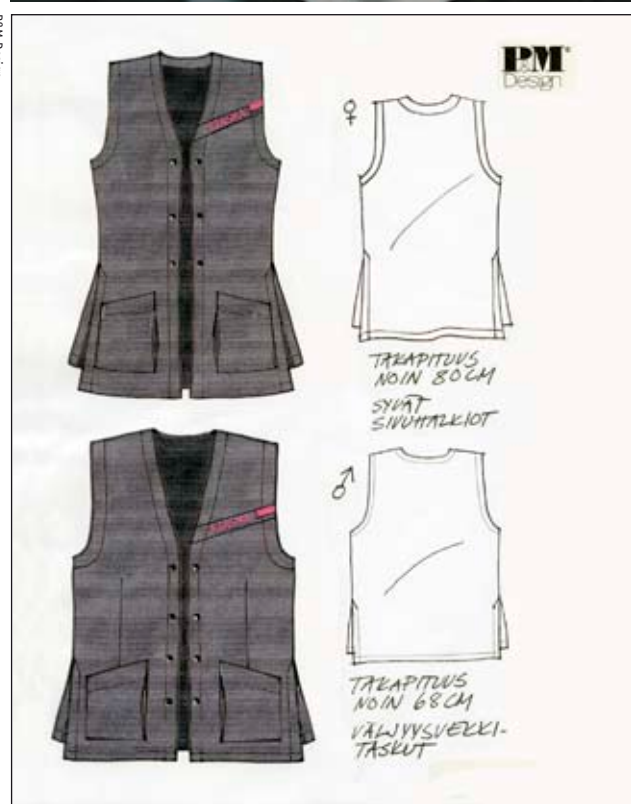 P&M®
Design
♀
TAKAPITUUS
NOIN 80CM
SYVÄT
SIVUHALKIOT
♂
TAKAPITUUS
NOIN 68CM
VÄLJYYSVEKKI-
TASKUT